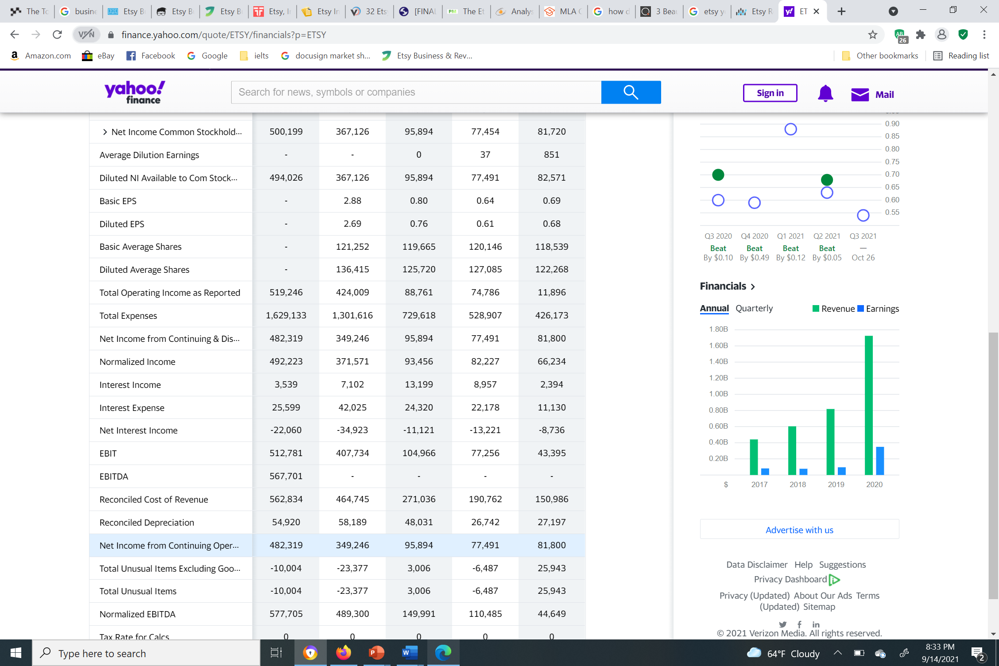 The To
busine
Etsy B
Etsy B
Etsy B
Etsy, I
Etsy In
32 Ets
[FINAL
The Et
Analys
MLA C
how d
3 Beau
etsy y
Etsy R
ET
VPN
finance.yahoo.com/quote/ETSY/financials?p=ETSY
26
Amazon.com eBay Facebook Google ielts docusign market sh... Etsy Business & Rev...
Other bookmarks Reading list
yahoo!
finance
Search for news, symbols or companies
Sign in
Mail
Net Income Common Stockhold... 500,199 367,126 95,894 77,454 81,720
Average Dilution Earnings - - 0 37 851
Diluted NI Available to Com Stock... 494,026 367,126 95,894 77,491 82,571
Basic EPS - 2.88 0.80 0.64 0.69
Diluted EPS - 2.69 0.76 0.61 0.68
Basic Average Shares - 121,252 119,665 120,146 118,539
Diluted Average Shares - 136,415 125,720 127,085 122,268
Total Operating Income as Reported 519,246 424,009 88,761 74,786 11,896
Total Expenses 1,629,133 1,301,616 729,618 528,907 426,173
Net Income from Continuing & Dis... 482,319 349,246 95,894 77,491 81,800
Normalized Income 492,223 371,571 93,456 82,227 66,234
Interest Income 3,539 7,102 13,199 8,957 2,394
Interest Expense 25,599 42,025 24,320 22,178 11,130
Net Interest Income -22,060 -34,923 -11,121 -13,221 -8,736
EBIT 512,781 407,734 104,966 77,256 43,395
EBITDA 567,701 - - - -
Reconciled Cost of Revenue 562,834 464,745 271,036 190,762 150,986
Reconciled Depreciation 54,920 58,189 48,031 26,742 27,197
Net Income from Continuing Oper... 482,319 349,246 95,894 77,491 81,800
Total Unusual Items Excluding Goo... -10,004 -23,377 3,006 -6,487 25,943
Total Unusual Items -10,004 -23,377 3,006 -6,487 25,943
Normalized EBITDA 577,705 489,300 149,991 110,485 44,649
Tax Rate for Calcs 0 0 0 0 0
0.90
0.85
0.80
0.75
0.70
0.65
0.60
0.55
Q3 2020 Q4 2020 Q1 2021 Q2 2021 Q3 2021
Beat Beat Beat Beat —
By $0.10 By $0.49 By $0.12 By $0.05 Oct 26
Financials
Annual Quarterly Revenue Earnings
1.80B
1.60B
1.40B
1.20B
1.00B
0.80B
0.60B
0.40B
0.20B
$ 2017 2018 2019 2020
Advertise with us
Data Disclaimer Help Suggestions
Privacy Dashboard
Privacy (Updated) About Our Ads Terms
(Updated) Sitemap
© 2021 Verizon Media. All rights reserved.
Type here to search
64°F Cloudy
8:33 PM
9/14/2021
2